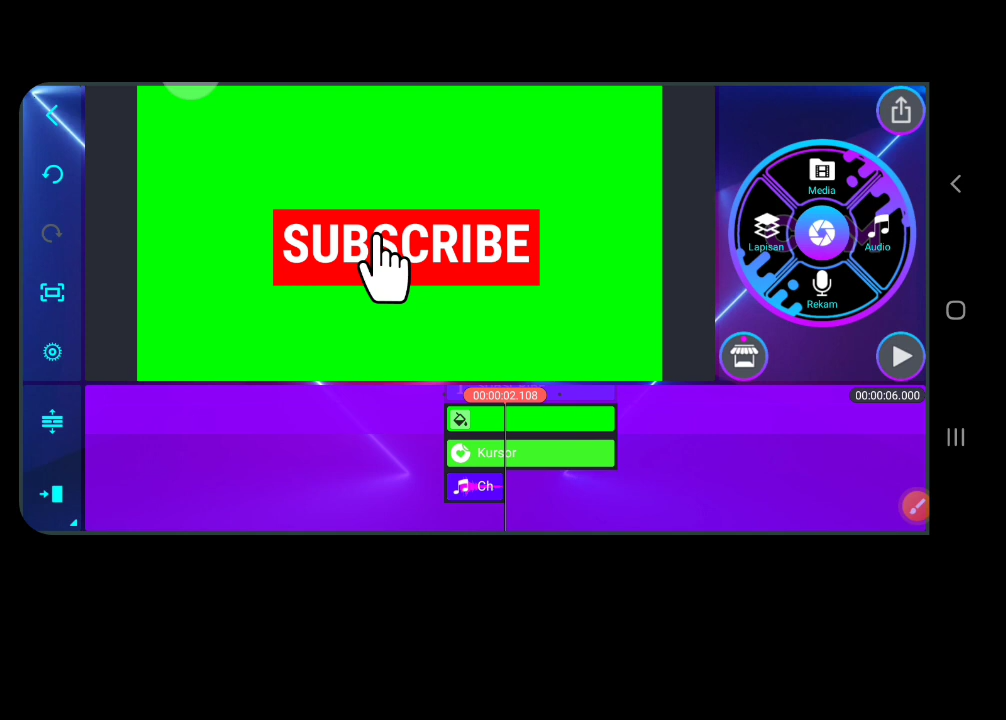 SUBSCRIBE
Media
Lapisan
Audio
Rekam
00:00:02.108
00:00:06.000
Kursor
Ch